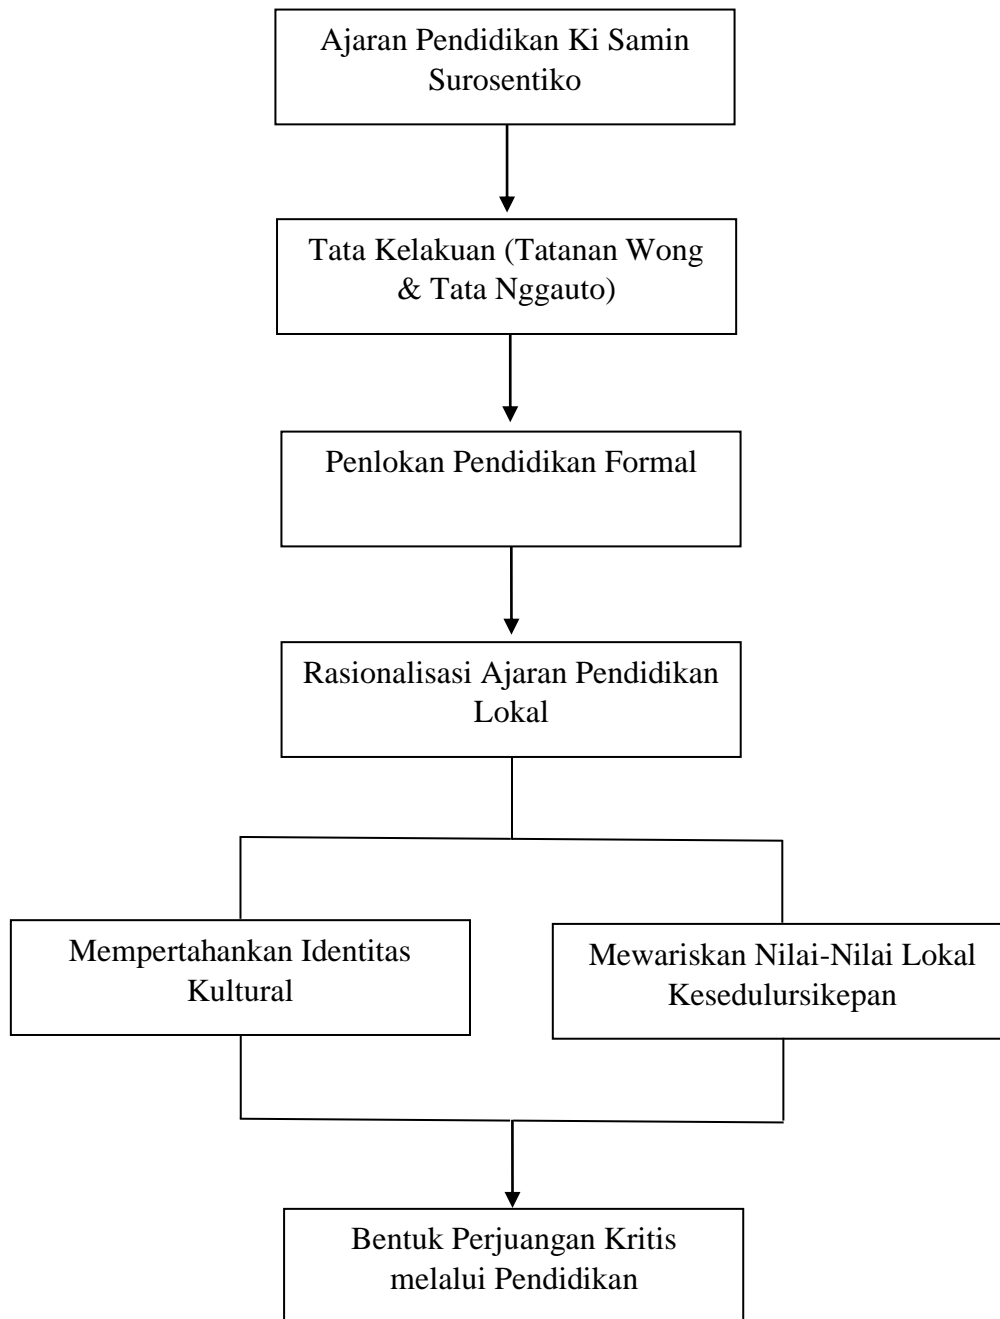 Ajaran Pendidikan Ki Samin
Surosentiko
Tata Kelakuan (Tatanan Wong
& Tata Nggauto)
Penlokan Pendidikan Formal
Rasionalisasi Ajaran Pendidikan
Lokal
Mempertahankan Identitas
Kultural
Mewariskan Nilai-Nilai Lokal
Kesedulursikepan
Bentuk Perjuangan Kritis
melalui Pendidikan